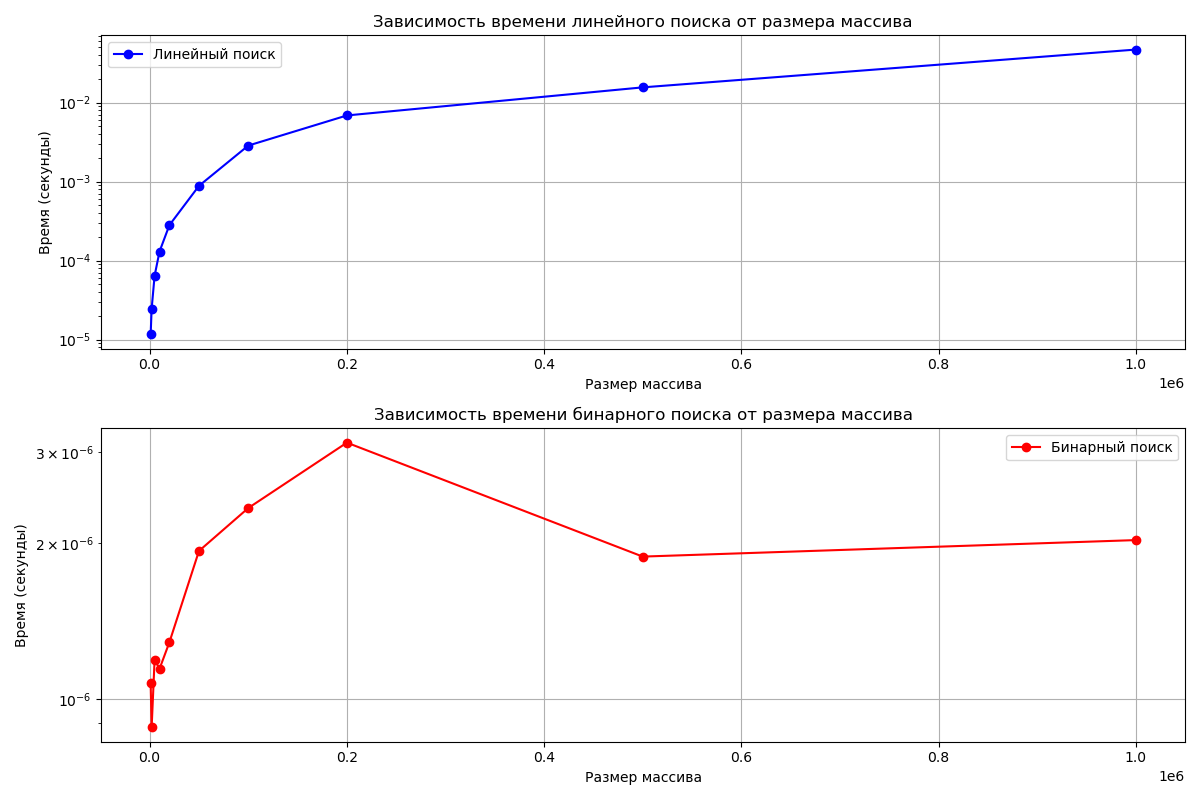 Зависимость времени линейного поиска от размера массива
Линейный поиск
Время (секунды)
10⁻²
10⁻³
10⁻⁴
10⁻⁵
0.0 0.2 0.4 0.6 0.8 1.0
1e6
Размер массива
Зависимость времени бинарного поиска от размера массива
Бинарный поиск
Время (секунды)
3 × 10⁻⁶
2 × 10⁻⁶
10⁻⁶
0.0 0.2 0.4 0.6 0.8 1.0
1e6
Размер массива